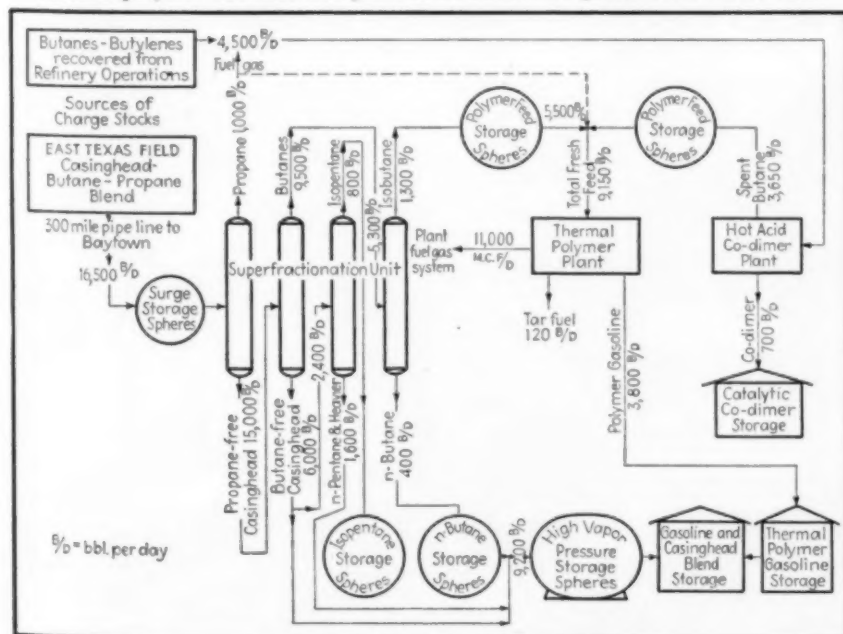 Butanes-Butylenes
recovered from
Refinery Operations
4,500 B/D
Fuel gas
Sources of
Charge Stocks
EAST TEXAS FIELD
Casinghead-
Butane-Propane
Blend
300 mile pipe line to
Baytown
16,500 B/D
Surge
Storage
Spheres
Propane 1,000 B/D
Butanes
9,500 B/D
Isopentane
800 B/D
5,300 B/D
Isobutane
1,300 B/D
Superfractionation Unit
Propane-free
Casinghead 15,000 B/D
Butane-free
Casinghead
6,000 B/D
2,400 B/D
n-Pentane & Heavier
1,600 B/D
n-Butane
400 B/D
Polymer Feed
Storage
Spheres
5,500 B/D
Polymer Feed
Storage
Spheres
Total Fresh
Feed
9,150 B/D
Spent
Butane
3,650 B/D
Plant
fuel gas
system
11,000
M.C.F/D
Thermal
Polymer
Plant
Hot Acid
Co-dimer
Plant
Tar fuel
120 B/D
Polymer Gasoline
3,800 B/D
Co-dimer
700 B/D
Catalytic
Co-dimer
Storage
B/D = bbl. per day
Isopentane
Storage
Spheres
n-Butane
Storage
Spheres
9,200 B/D
High Vapor
Pressure
Storage
Spheres
Gasoline and
Casinghead
Blend
Storage
Thermal
Polymer
Gasoline
Storage